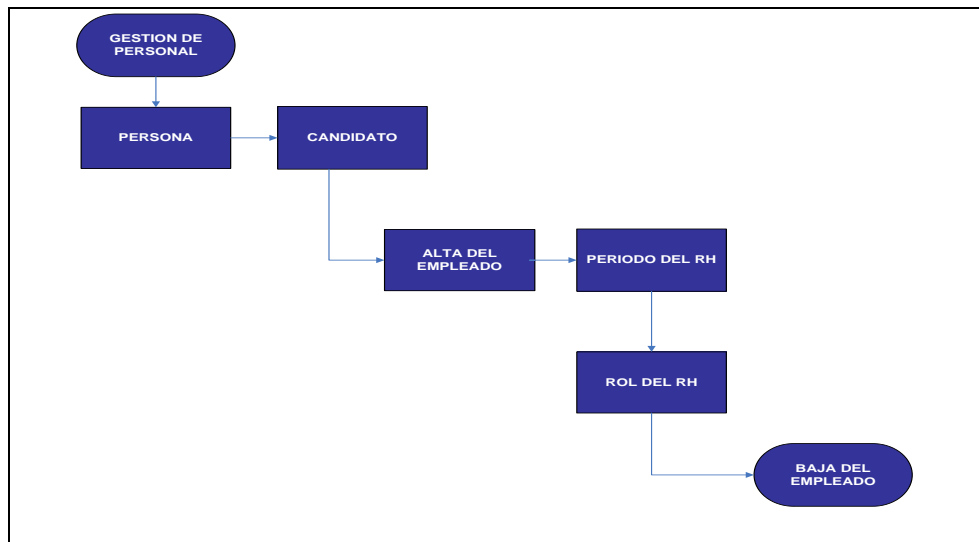 GESTION DE
PERSONAL
PERSONA
CANDIDATO
ALTA DEL
EMPLEADO
PERIODO DEL RH
ROL DEL RH
BAJA DEL
EMPLEADO